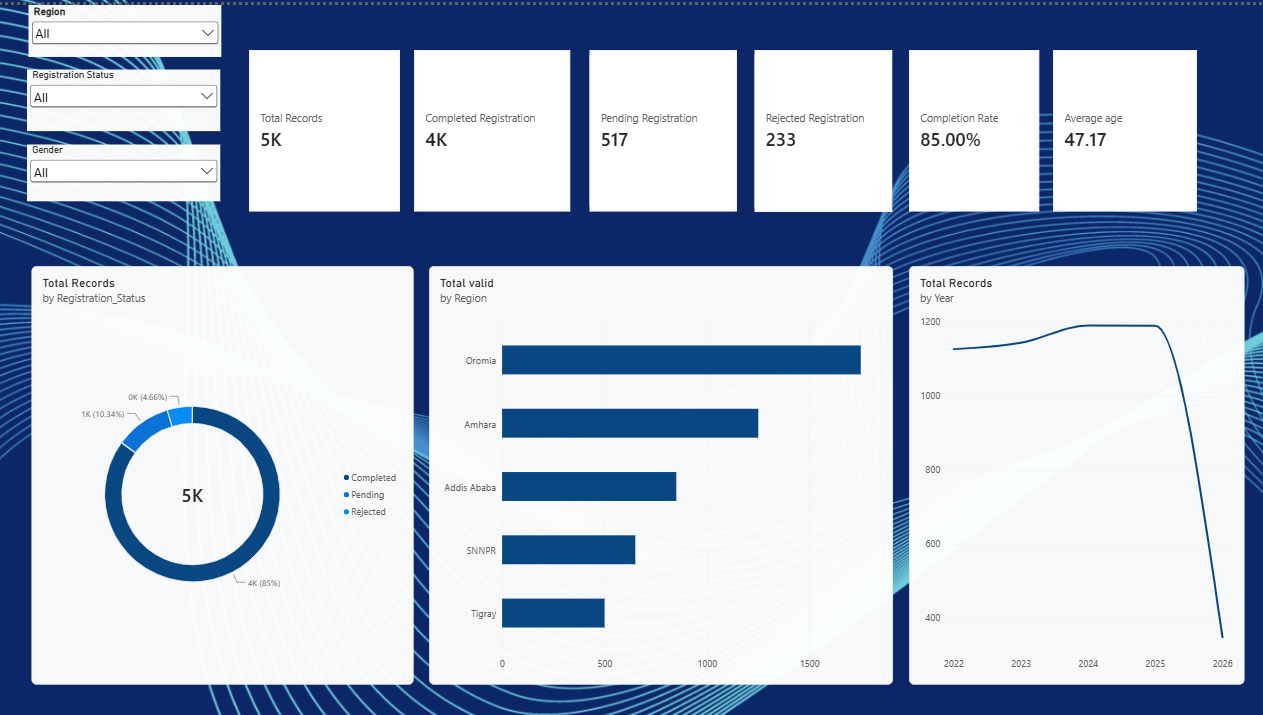 Region
All
Registration Status
All
Gender
All
Total Records
5K
Completed Registration
4K
Pending Registration
517
Rejected Registration
233
Completion Rate
85.00%
Average age
47.17
Total Records
by Registration_Status
0K (4.66%)
1K (10.34%)
5K
4K (85%)
Completed
Pending
Rejected
Total valid
by Region
Oromia
Amhara
Addis Ababa
SNNPR
Tigray
0 500 1000 1500
Total Records
by Year
1200
1000
800
600
400
2022 2023 2024 2025 2026